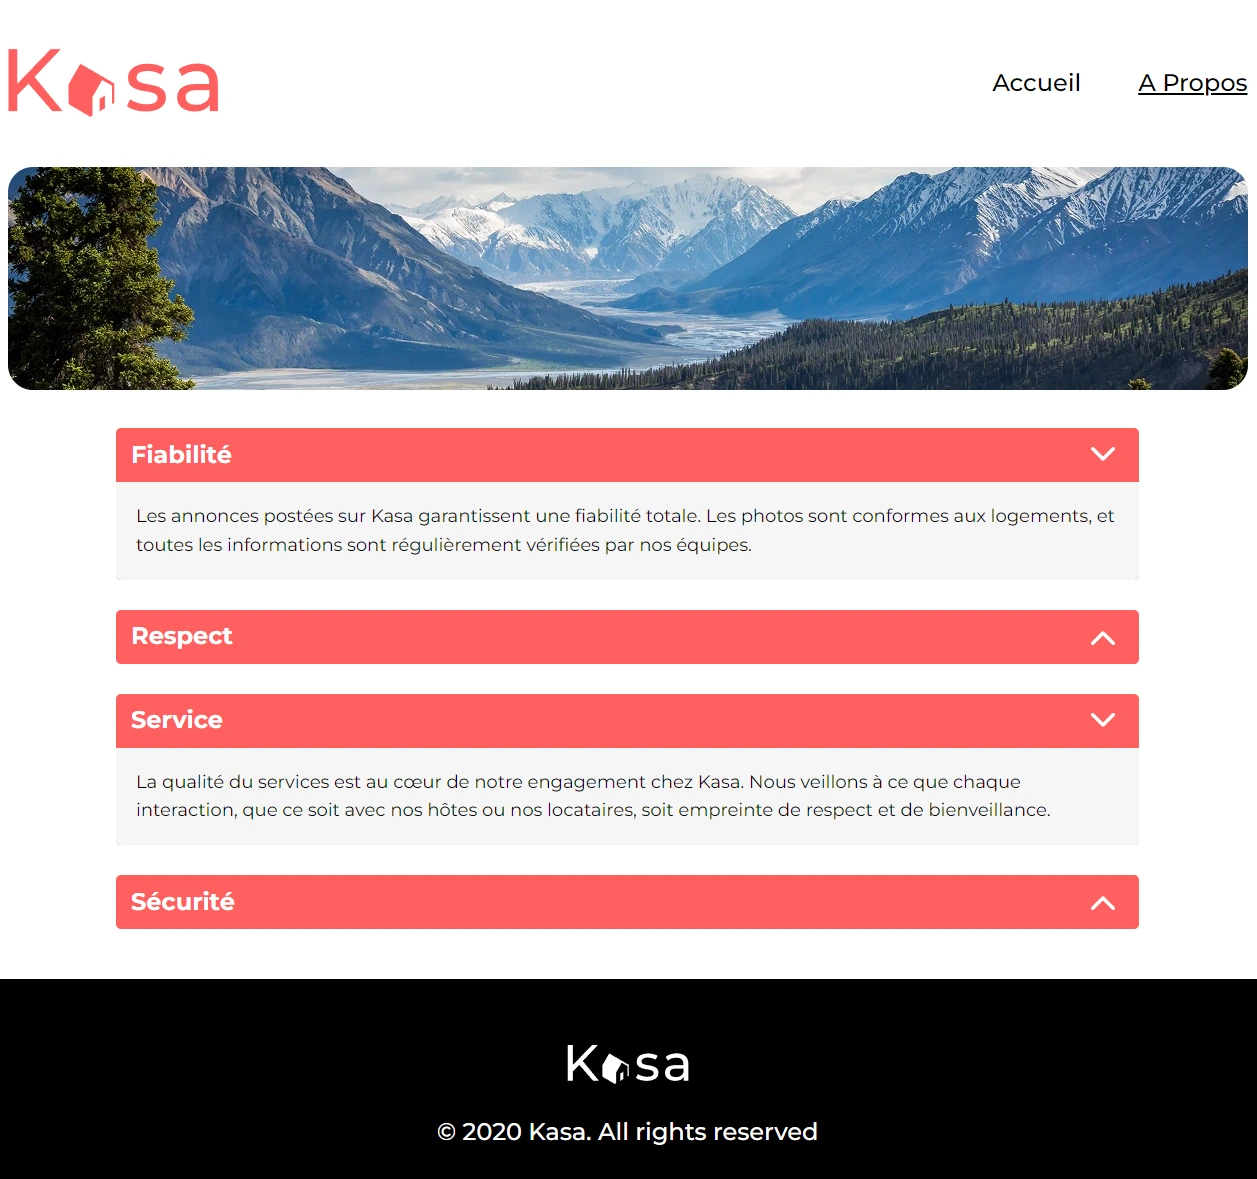 Kasa
Accueil
A Propos
Fiabilité
Les annonces postées sur Kasa garantissent une fiabilité totale. Les photos sont conformes aux logements, et
toutes les informations sont régulièrement vérifiées par nos équipes.
Respect
Service
La qualité du services est au cœur de notre engagement chez Kasa. Nous veillons à ce que chaque
interaction, que ce soit avec nos hôtes ou nos locataires, soit empreinte de respect et de bienveillance.
Sécurité
Kasa
© 2020 Kasa. All rights reserved